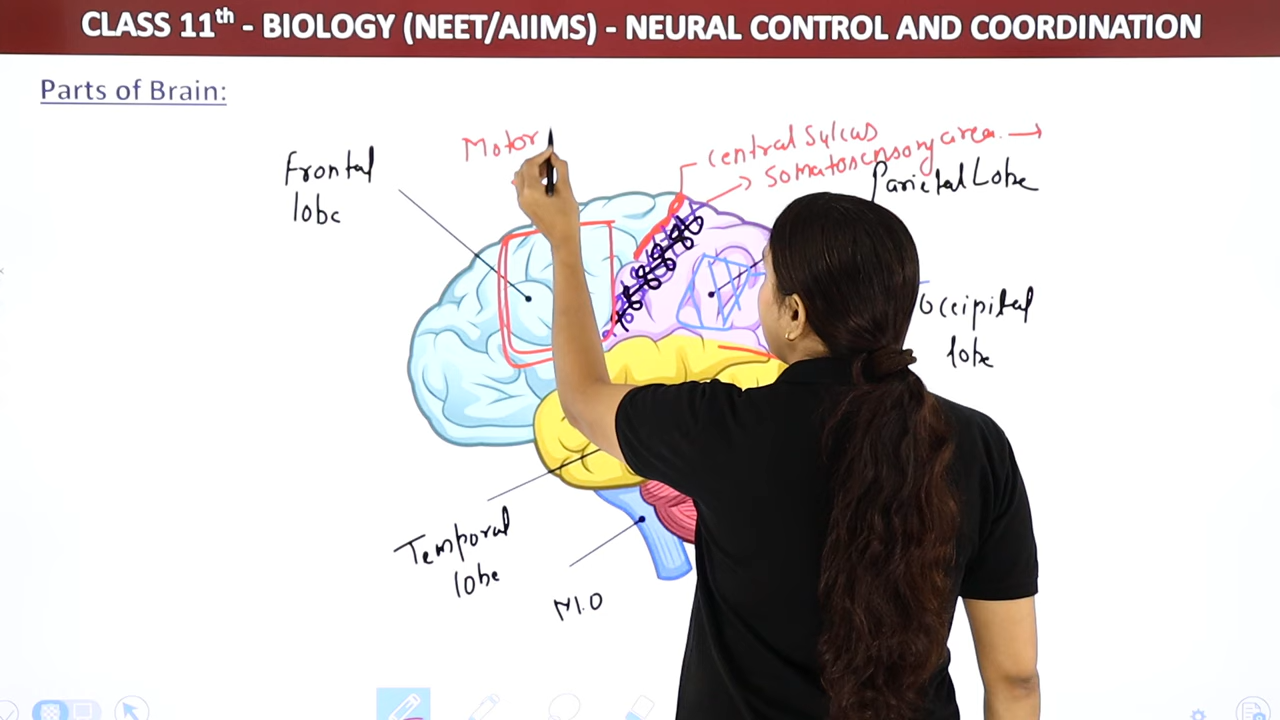 CLASS 11th - BIOLOGY (NEET/AIIMS) - NEURAL CONTROL AND COORDINATION
Parts of Brain:
Motor
Central Sulcus
Somatosensory area
Frontal
lobe
Parietal Lobe
Occipital
lobe
Temporal
lobe
M.O